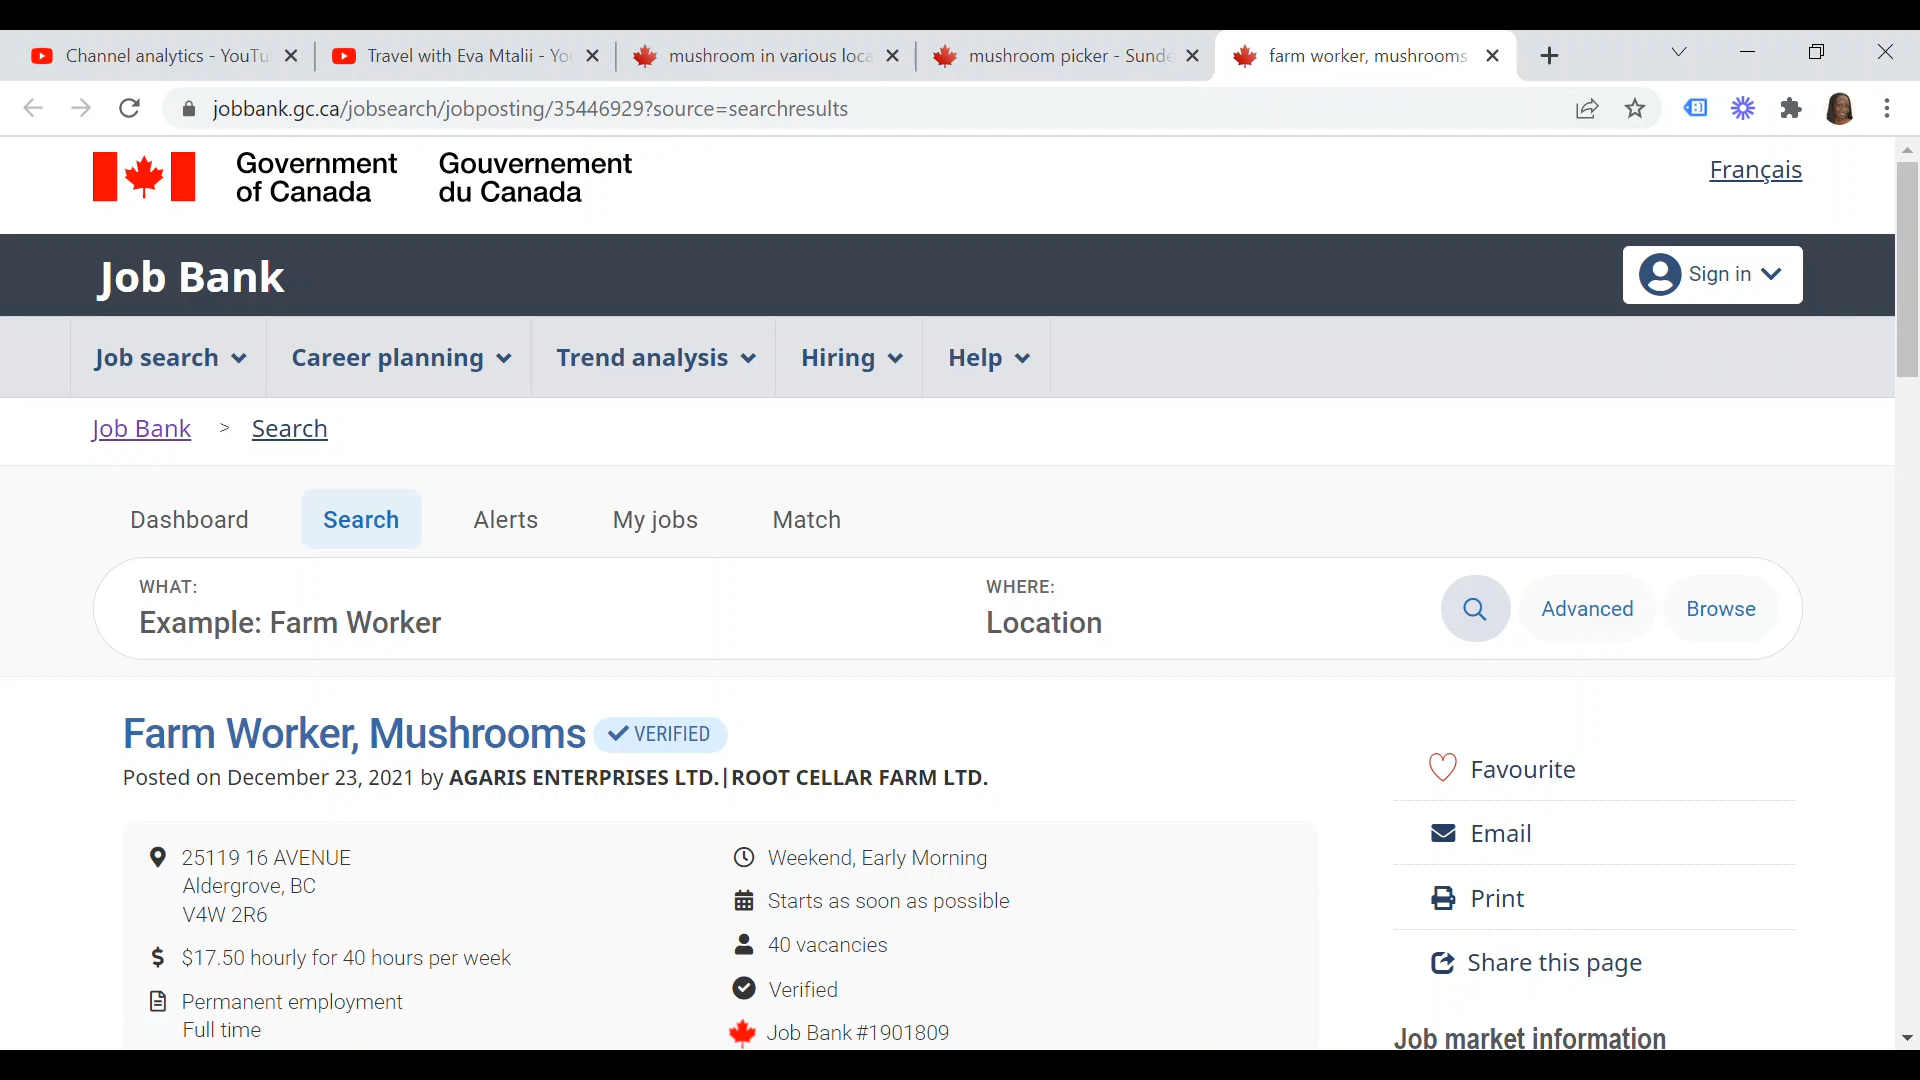 Channel analytics - YouTu
Travel with Eva Mtalii - Yo
mushroom in various loca
mushroom picker - Sunde
farm worker, mushrooms
jobbank.gc.ca/jobsearch/jobposting/35446929?source=searchresults
Government of Canada
Gouvernement du Canada
Français
Job Bank
Sign in
Job search
Career planning
Trend analysis
Hiring
Help
Job Bank > Search
Dashboard
Search
Alerts
My jobs
Match
WHAT:
Example: Farm Worker
WHERE:
Location
Advanced
Browse
Farm Worker, Mushrooms VERIFIED
Posted on December 23, 2021 by AGARIS ENTERPRISES LTD.|ROOT CELLAR FARM LTD.
25119 16 AVENUE
Aldergrove, BC
V4W 2R6
$17.50 hourly for 40 hours per week
Permanent employment
Full time
Weekend, Early Morning
Starts as soon as possible
40 vacancies
Verified
Job Bank #1901809
Favourite
Email
Print
Share this page
Job market information